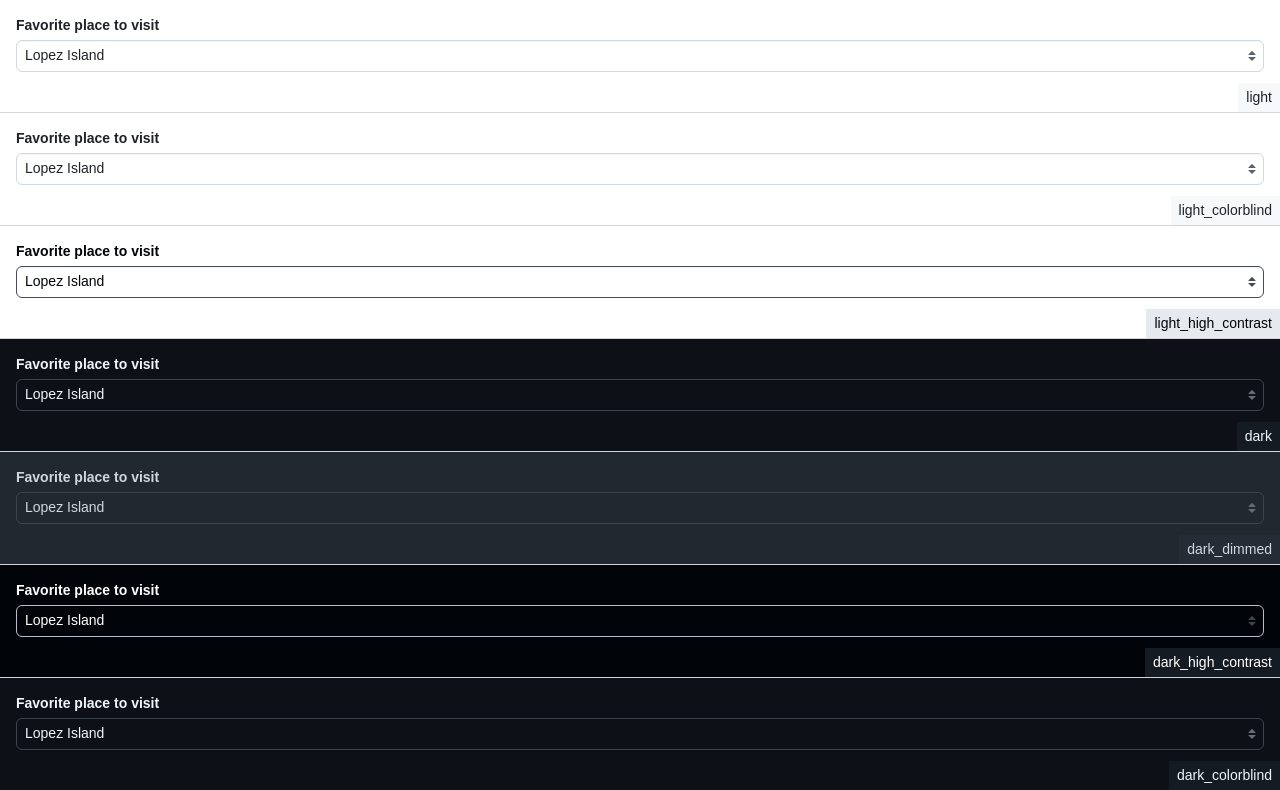 Favorite place to visit
Lopez Island
light
Favorite place to visit
Lopez Island
light_colorblind
Favorite place to visit
Lopez Island
light_high_contrast
Favorite place to visit
Lopez Island
dark
Favorite place to visit
Lopez Island
dark_dimmed
Favorite place to visit
Lopez Island
dark_high_contrast
Favorite place to visit
Lopez Island
dark_colorblind